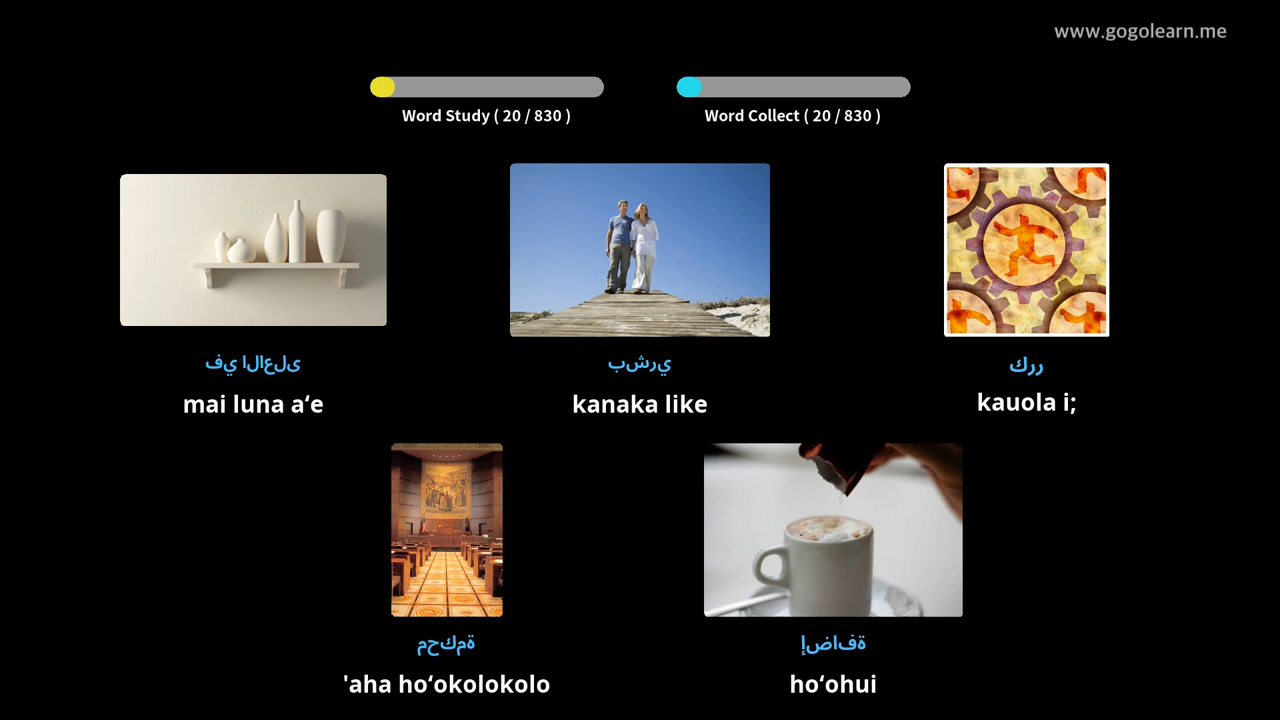 www.gogolearn.me
Word Study ( 20 / 830 )
Word Collect ( 20 / 830 )
في الاعلى
mai luna aʻe
بشري
kanaka like
كرر
kauola i;
محكمة
'aha hoʻokolokolo
إضافة
hoʻohui